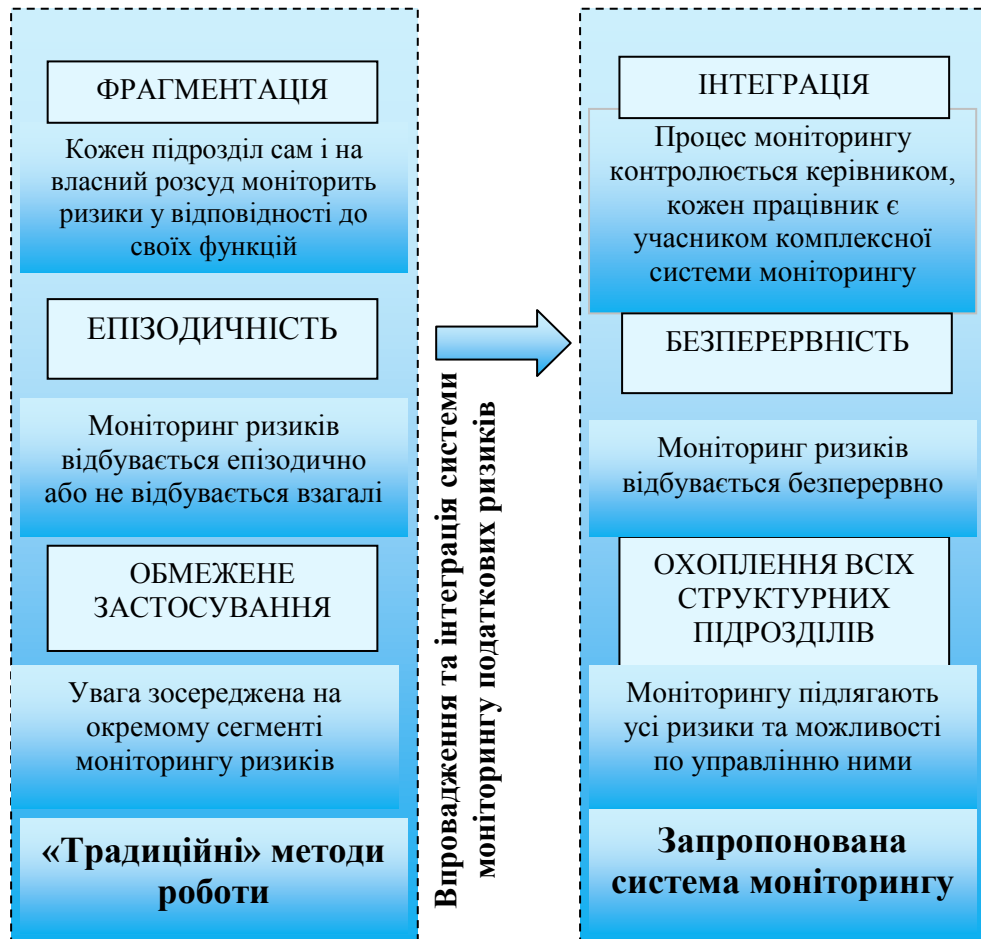 ФРАГМЕНТАЦІЯ
Кожен підрозділ сам і на
власний розсуд моніторить
ризики у відповідності до
своїх функцій
ЕПІЗОДИЧНІСТЬ
Моніторинг ризиків
відбувається епізодично
або не відбувається взагалі
ОБМЕЖЕНЕ
ЗАСТОСУВАННЯ
Увага зосереджена на
окремому сегменті
моніторингу ризиків
«Традиційні» методи
роботи
Впровадження та інтеграція системи
моніторингу податкових ризиків
ІНТЕГРАЦІЯ
Процес моніторингу
контролюється керівником,
кожен працівник є
учасником комплексної
системи моніторингу
БЕЗПЕРЕРВНІСТЬ
Моніторинг ризиків
відбувається безперервно
ОХОПЛЕННЯ ВСІХ
СТРУКТУРНИХ
ПІДРОЗДІЛІВ
Моніторингу підлягають
усі ризики та можливості
по управлінню ними
Запропонована
система моніторингу